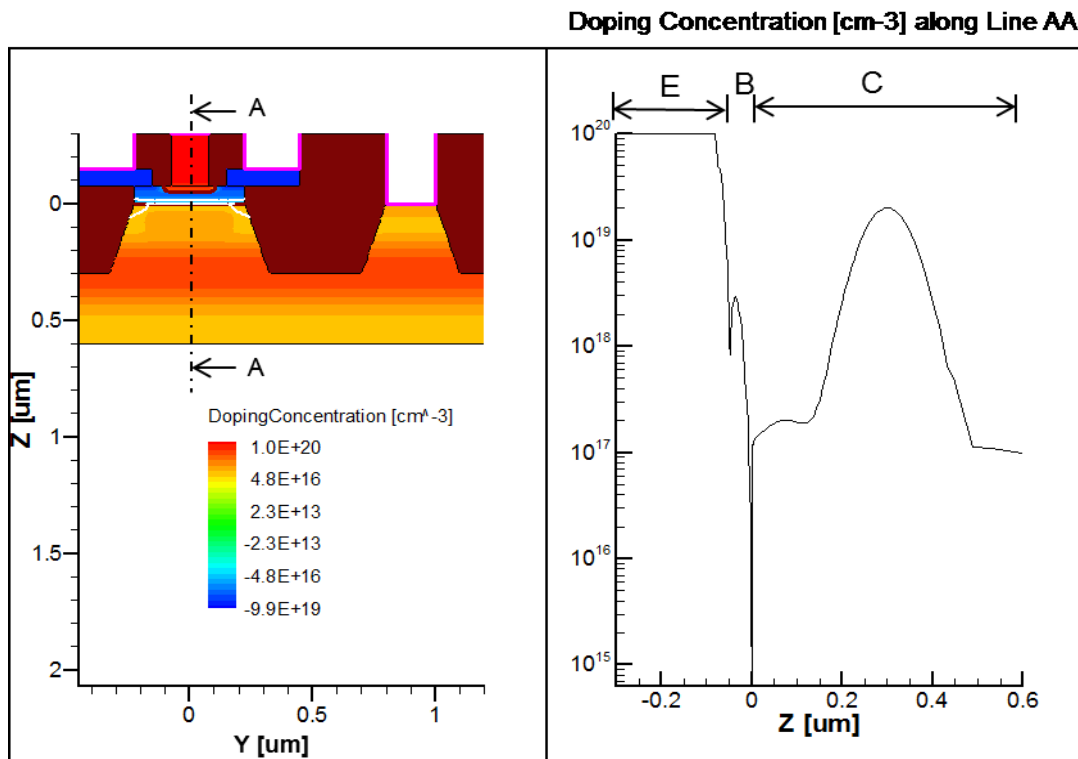 Doping Concentration [cm-3] along Line AA
A
0
0.5
1
1.5
2
Z [um]
A
DopingConcentration [cm^-3]
1.0E+20
4.8E+16
2.3E+13
-2.3E+13
-4.8E+16
-9.9E+19
0 0.5 1
Y [um]
E B C
10^20
10^19
10^18
10^17
10^16
10^15
-0.2 0 0.2 0.4 0.6
Z [um]